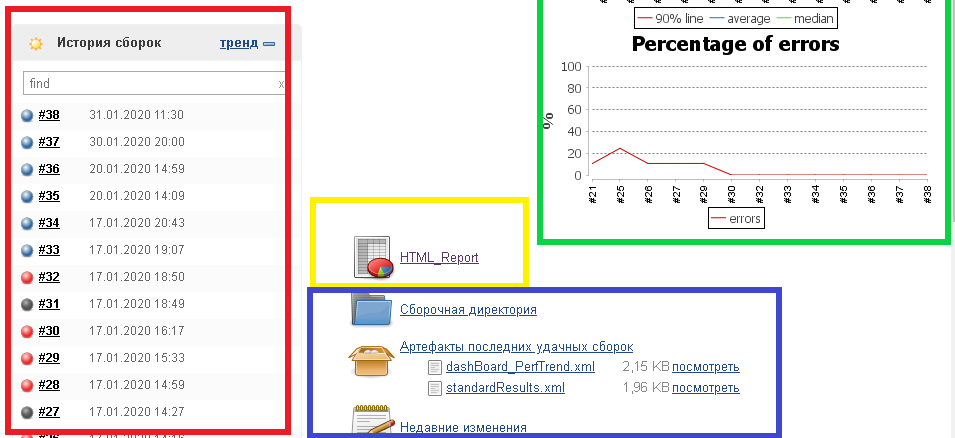 История сборок тренд
find x
#38 31.01.2020 11:30
#37 30.01.2020 20:00
#36 20.01.2020 14:59
#35 20.01.2020 14:09
#34 17.01.2020 20:43
#33 17.01.2020 19:07
#32 17.01.2020 18:50
#31 17.01.2020 18:49
#30 17.01.2020 16:17
#29 17.01.2020 15:33
#28 17.01.2020 14:59
#27 17.01.2020 14:27
HTML_Report
Сборочная директория
Артефакты последних удачных сборок
dashBoard_PerfTrend.xml 2,15 KB посмотреть
standardResults.xml 1,96 KB посмотреть
Недавние изменения
90% line average median
Percentage of errors
%
100
80
60
40
20
0
#21 #25 #26 #27 #29 #30 #32 #33 #34 #35 #36 #37 #38
errors